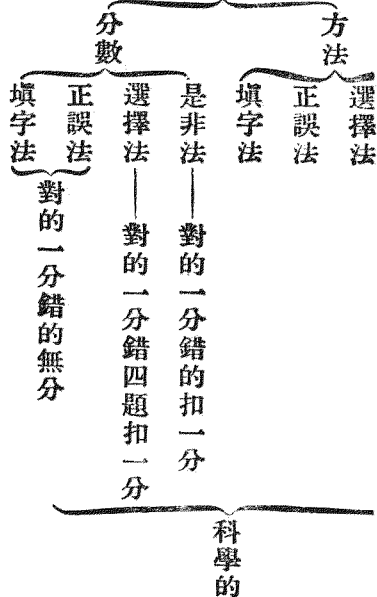 方法
選擇法
正誤法
塡字法
分數
是非法
對的一分錯的扣一分
選擇法
對的一分錯四題扣一分
正誤法
塡字法
對的一分錯的無分
科學的